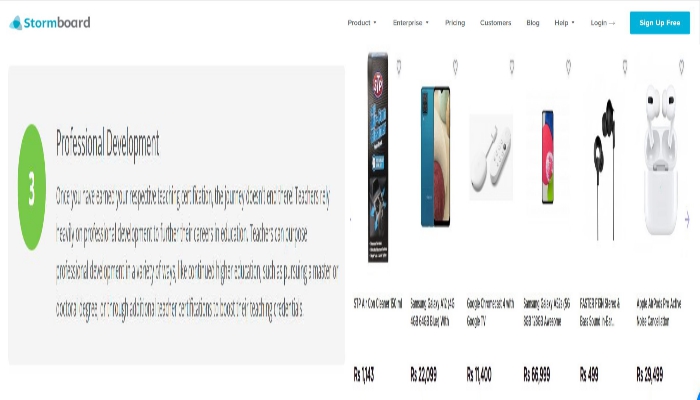 Stormboard
Product Enterprise Pricing Customers Blog Help Login → Sign Up Free
3
Professional Development
Once you have earned your respective teaching certification, the journey doesn't end there. Teachers rely
heavily on professional development to further their careers in education. Teachers can purpose
professional development in a variety of ways, like continued higher education, such as pursuing a master or
doctoral degree, or through additional teacher certifications to boost their teaching credentials.
STP
STP Air Con Cleaner 150 ml
Rs 1,143
Samsung Galaxy A12 (4G
4GB 64GB Blue) With
Rs 22,099
Google Chromecast 4 with
Google TV
Rs 11,400
Samsung Galaxy A52s (5G
8GB 128GB Awesome
Rs 66,999
FASTER Stereo &
Bass Sound In-Ear..
Rs 499
Apple AirPods Pro Active
Noise Cancellation
Rs 29,499